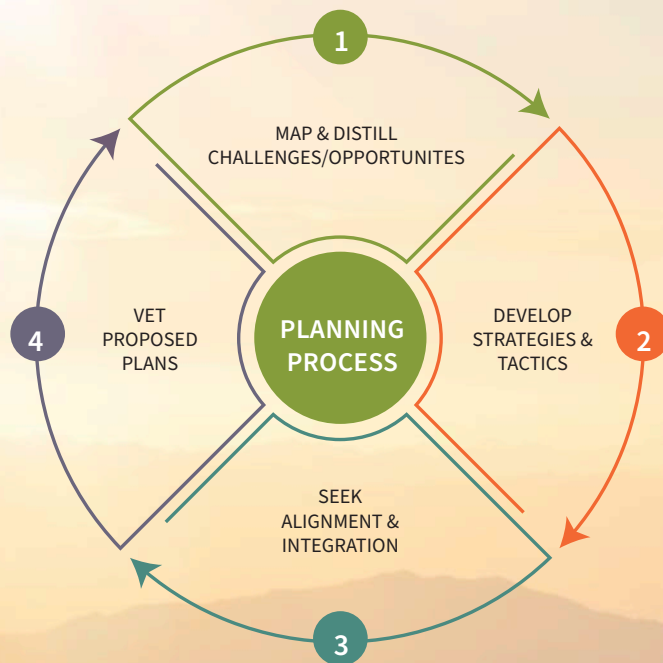 1
MAP & DISTILL
CHALLENGES/OPPORTUNITES
2
DEVELOP
STRATEGIES &
TACTICS
3
SEEK
ALIGNMENT &
INTEGRATION
4
VET
PROPOSED
PLANS
PLANNING
PROCESS